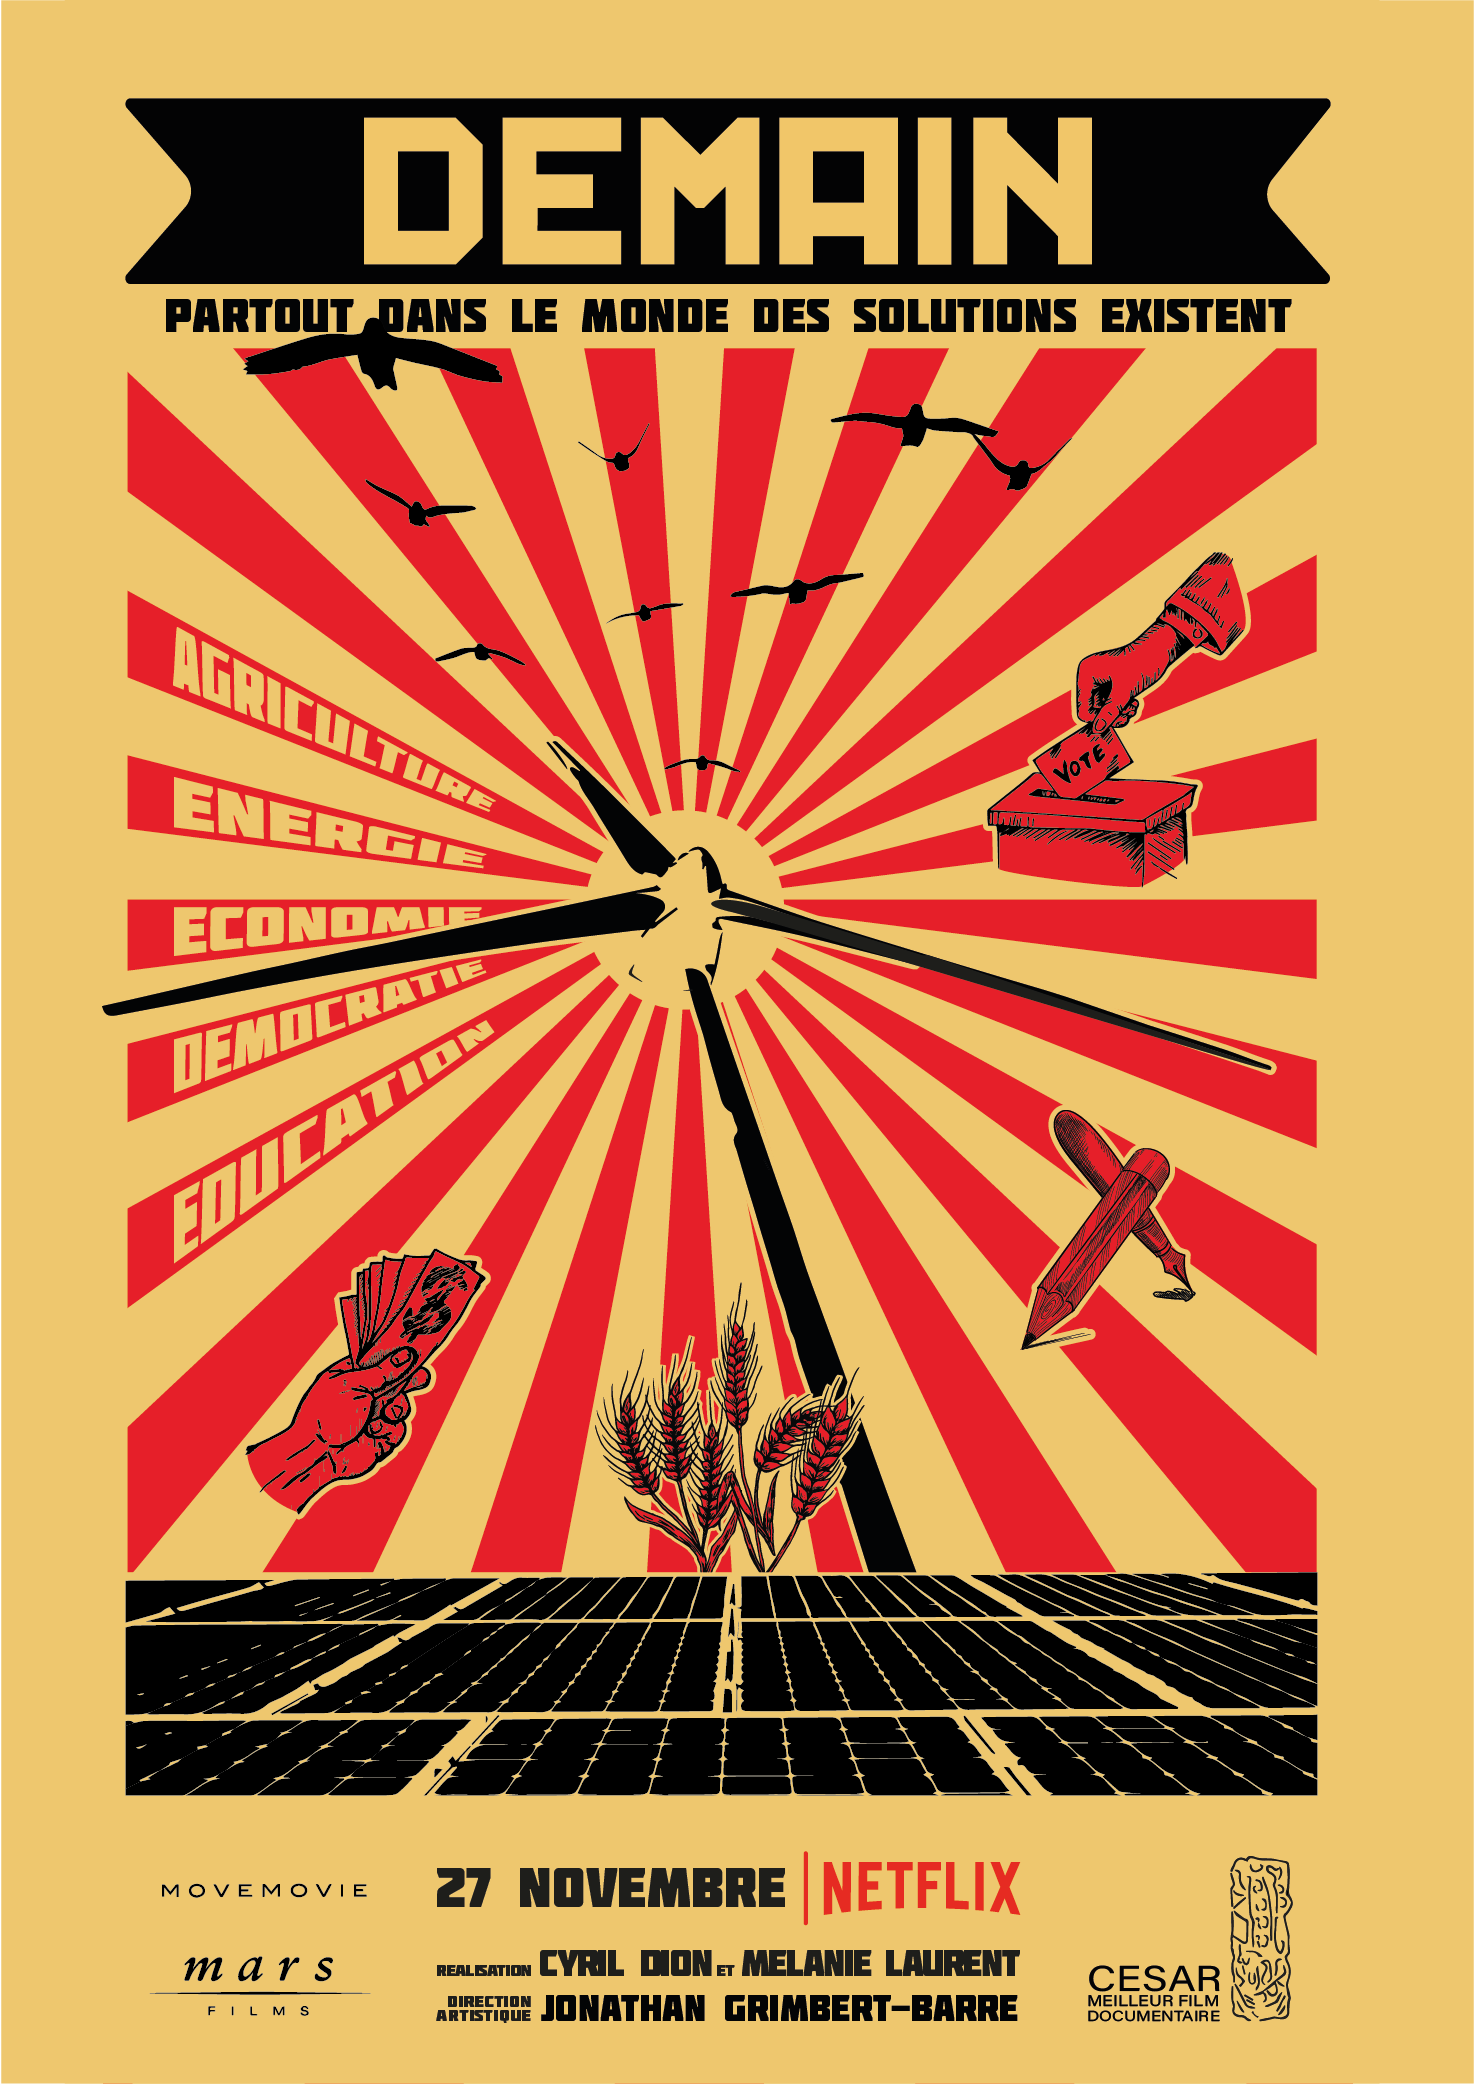 DEMAIN
PARTOUT DANS LE MONDE DES SOLUTIONS EXISTENT
AGRICULTURE
ENERGIE
ECONOMIE
DEMOCRATIE
EDUCATION
VOTE
MOVEMOVIE
mars
FILMS
27 NOVEMBRE | NETFLIX
REALISATION CYRIL DION ET MELANIE LAURENT
DIRECTION ARTISTIQUE JONATHAN GRIMBERT-BARRE
CESAR
MEILLEUR FILM
DOCUMENTAIRE